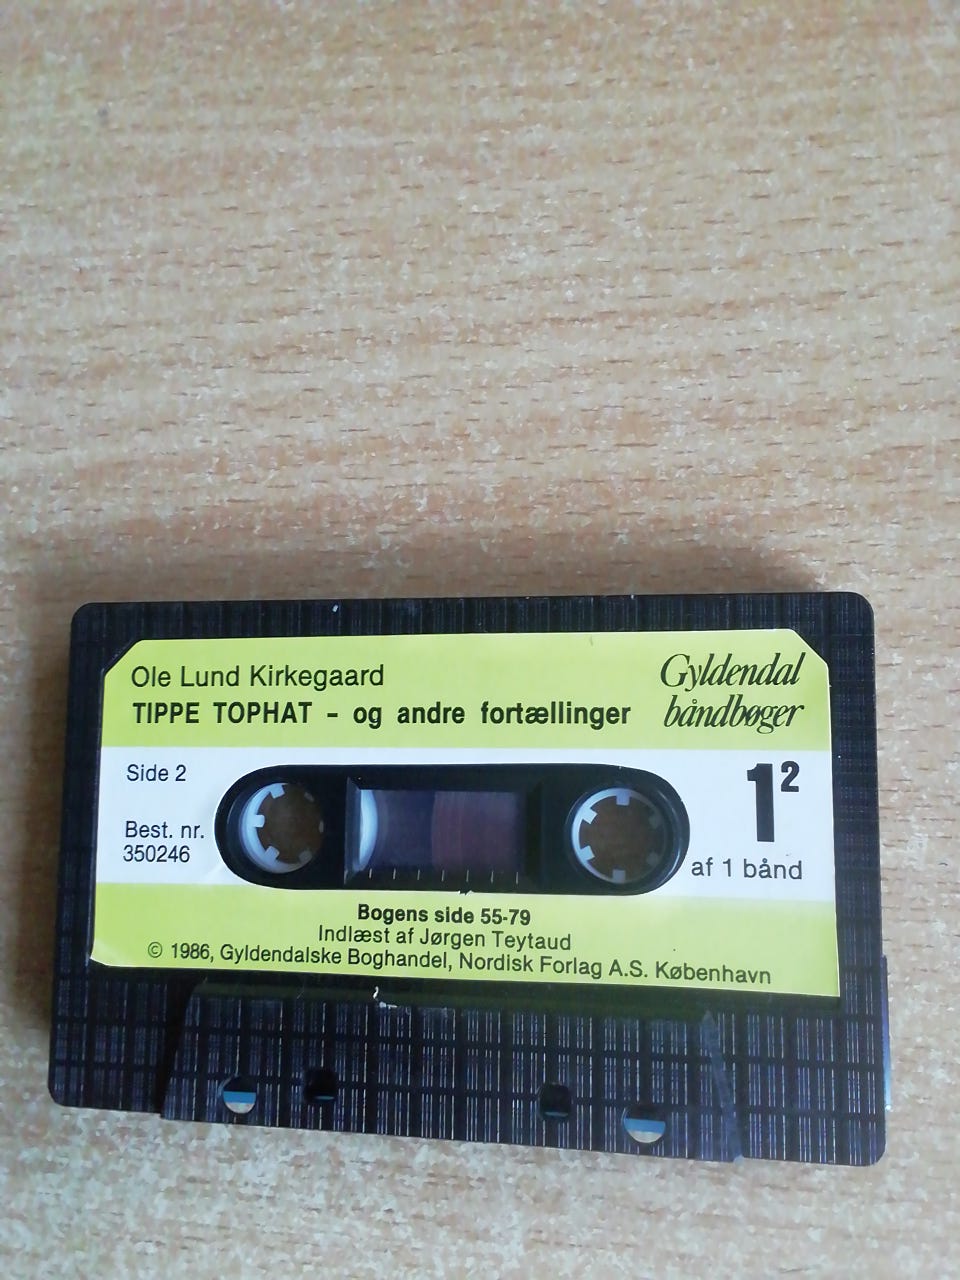 Ole Lund Kirkegaard
TIPPE TOPHAT – og andre fortællinger
Gyldendal
båndbøger
Side 2
Best. nr.
350246
1²
af 1 bånd
Bogens side 55-79
Indlæst af Jørgen Teytaud
© 1986, Gyldendalske Boghandel, Nordisk Forlag A.S. København